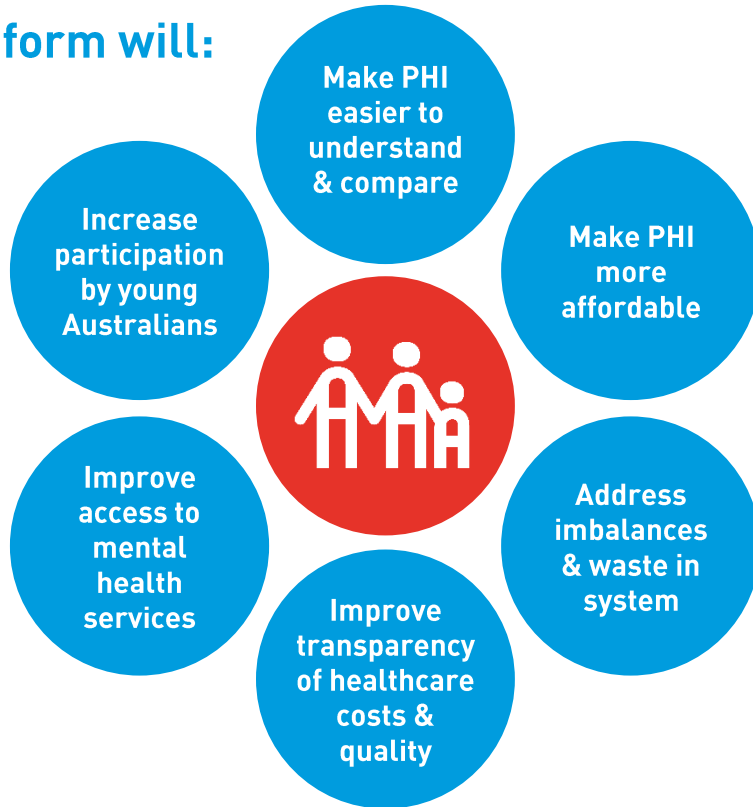 form will:
Make PHI
easier to
understand
& compare
Increase
participation
by young
Australians
Make PHI
more
affordable
Improve
access to
mental
health
services
Address
imbalances
& waste in
system
Improve
transparency
of healthcare
costs &
quality